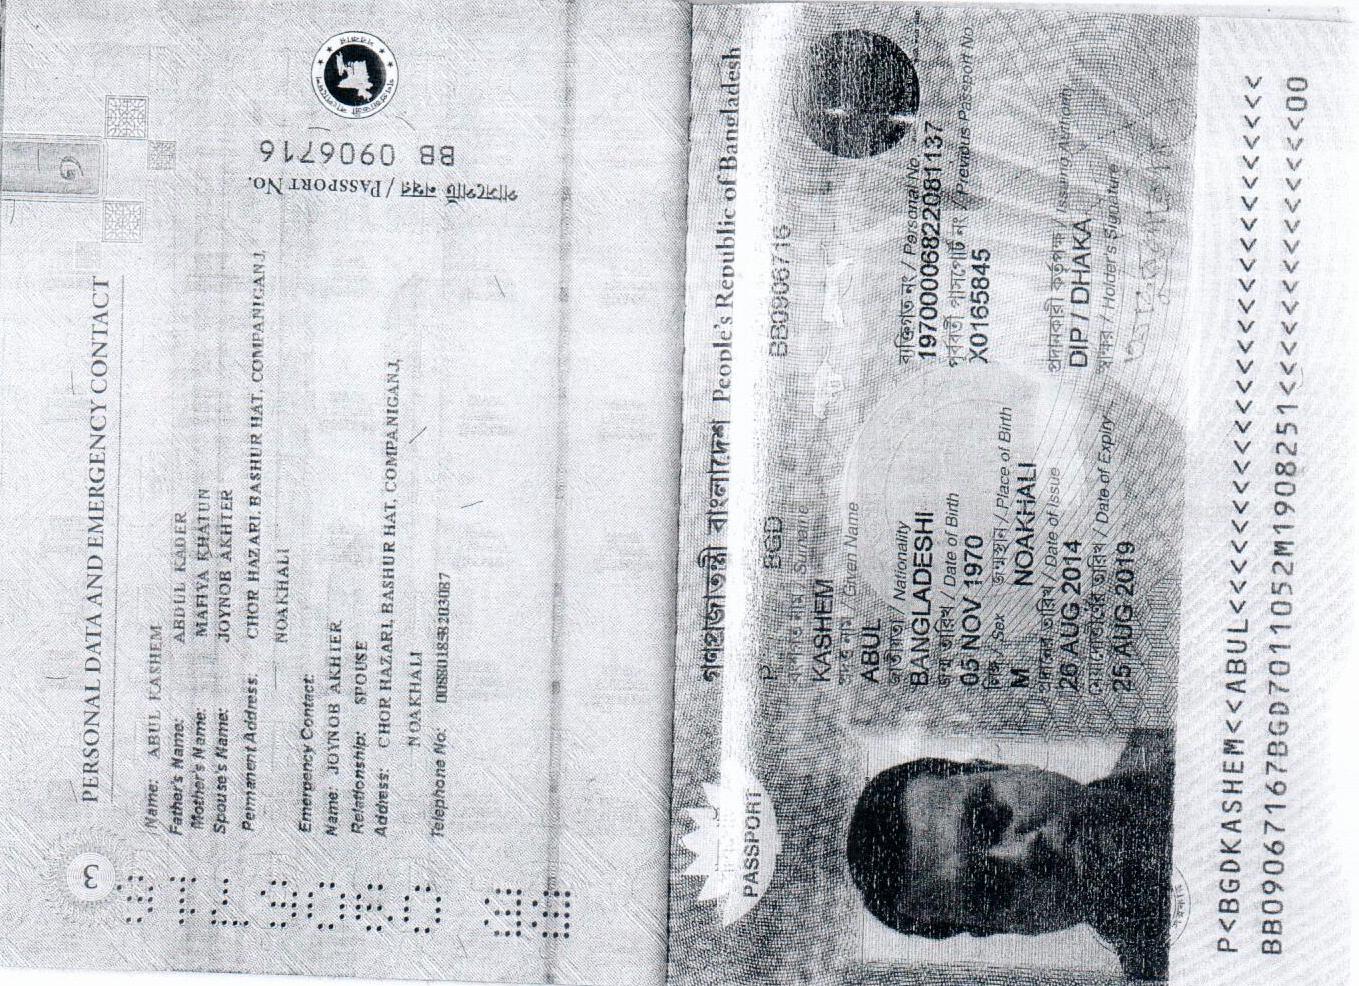 3
PERSONAL DATA AND EMERGENCY CONTACT
Name: ABUL KASHEM
Father's Name: ABDUL KADER
Mother's Name: MAFIYA KHATUN
Spouse's Name: JOYNOB AKHTER
Permanent Address: CHOR HAZARI, BASHUR HAT, COMPANIGANJ,
NOAKHALI
Emergency Contact:
Name: JOYNOB AKHTER
Relationship: SPOUSE
Address: CHOR HAZARI, BASHUR HAT, COMPANIGANJ,
NOAKHALI
Telephone No:
পাসপোর্ট নম্বর / PASSPORT NO.
BB 0906716
গণপ্রজাতন্ত্রী বাংলাদেশ People's Republic of Bangladesh
PASSPORT
P BGD BB0906716
বংশগত নাম / Surname
KASHEM
প্রদত্ত নাম / Given Name
ABUL
জাতীয়তা / Nationality
BANGLADESHI
ব্যক্তিগত নং / Personal No.
19700006822081137
জন্ম তারিখ / Date of Birth
05 NOV 1970
পূর্ববর্তী পাসপোর্ট নং / Previous Passport No.
X0165845
লিঙ্গ / Sex জন্মস্থান / Place of Birth
M NOAKHALI
প্রদানের তারিখ / Date of Issue
26 AUG 2014
প্রদানকারী কর্তৃপক্ষ / Issuing Authority
DIP / DHAKA
মেয়াদোত্তীর্ণের তারিখ / Date of Expiry
25 AUG 2019
স্বাক্ষর / Holder's Signature
P<BGDKASHEM<<ABUL<<<<<<<<<<<<<<<<<<<<<<<<<<<
BB09067167BGD7011052M1908251<<<<<<<<<<<<<<00